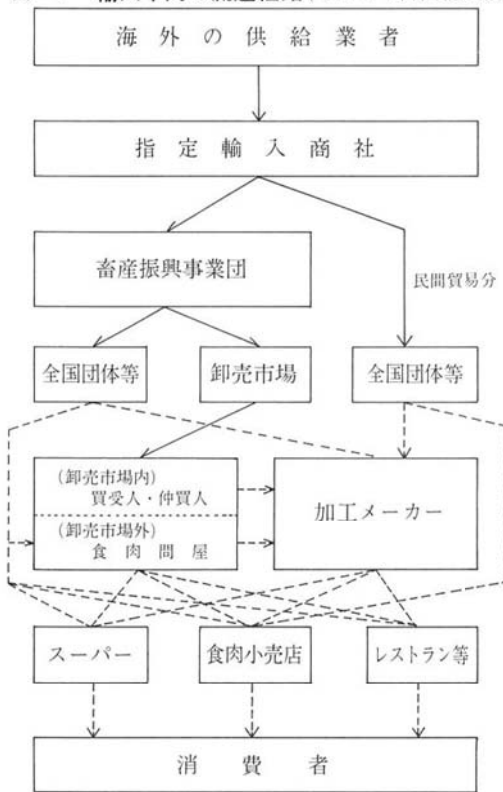 海外の供給業者
指定輸入商社
畜産振興事業団
民間貿易分
全国団体等
卸売市場
全国団体等
(卸売市場内)
買受人・仲買人
(卸売市場外)
食肉問屋
加工メーカー
スーパー
食肉小売店
レストラン等
消費者